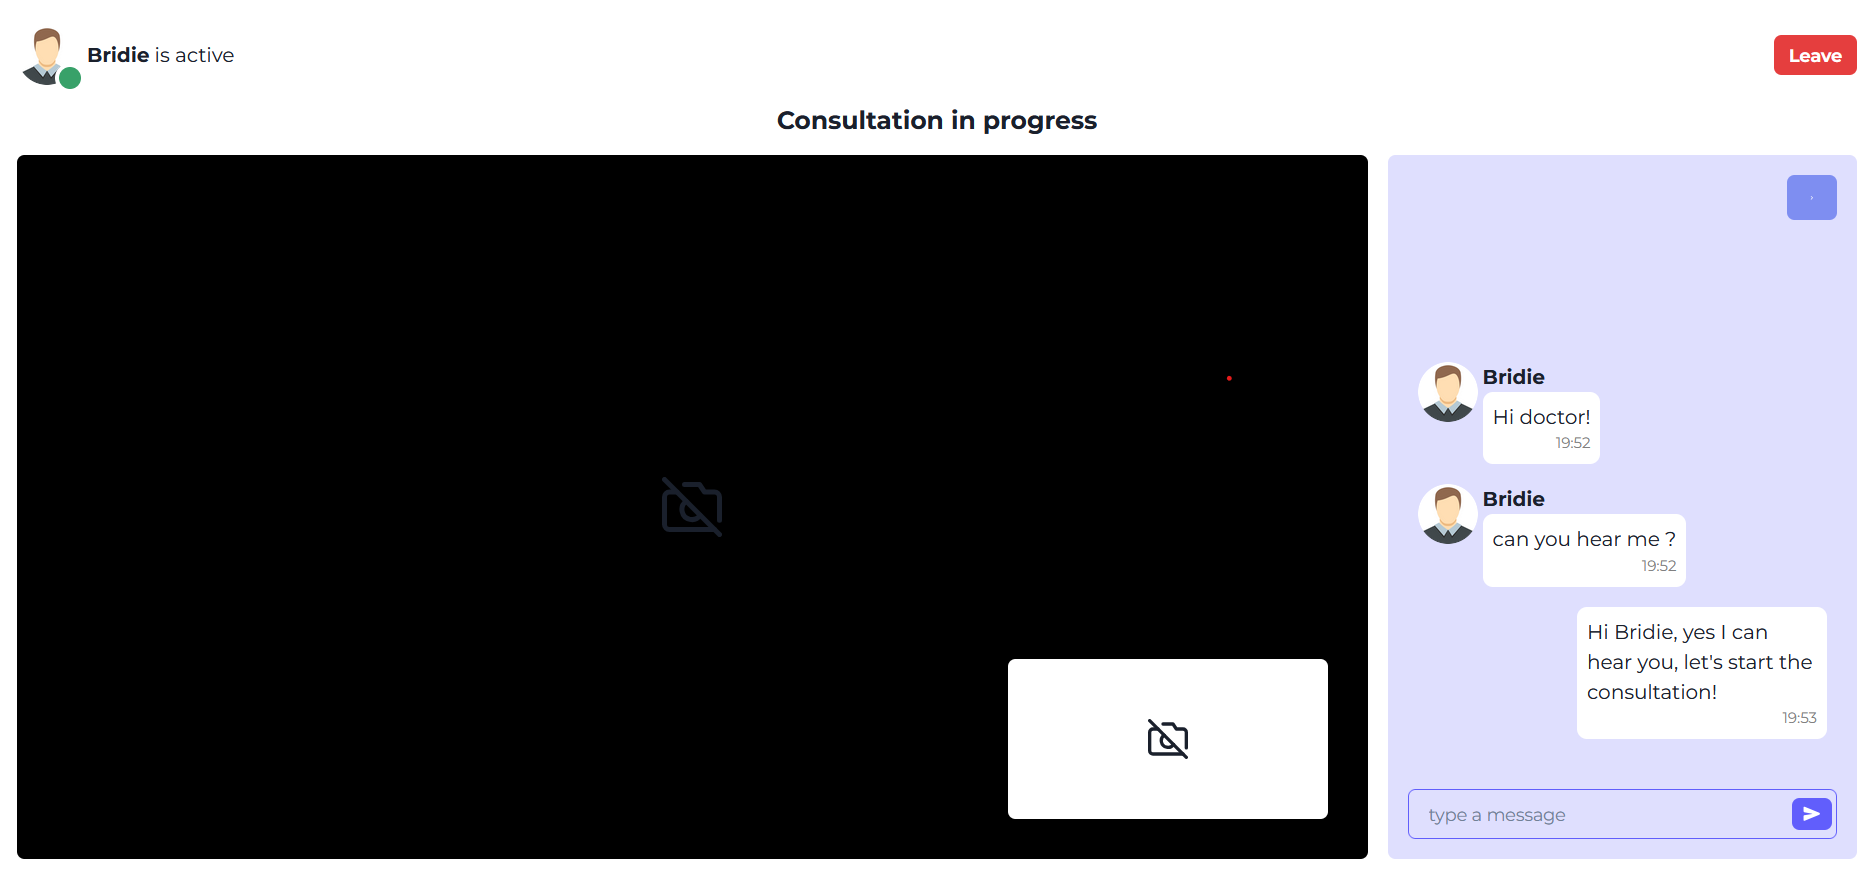 Bridie is active
Leave
Consultation in progress
Bridie
Hi doctor!
19:52
Bridie
can you hear me ?
19:52
Hi Bridie, yes I can
hear you, let's start the
consultation!
19:53
type a message